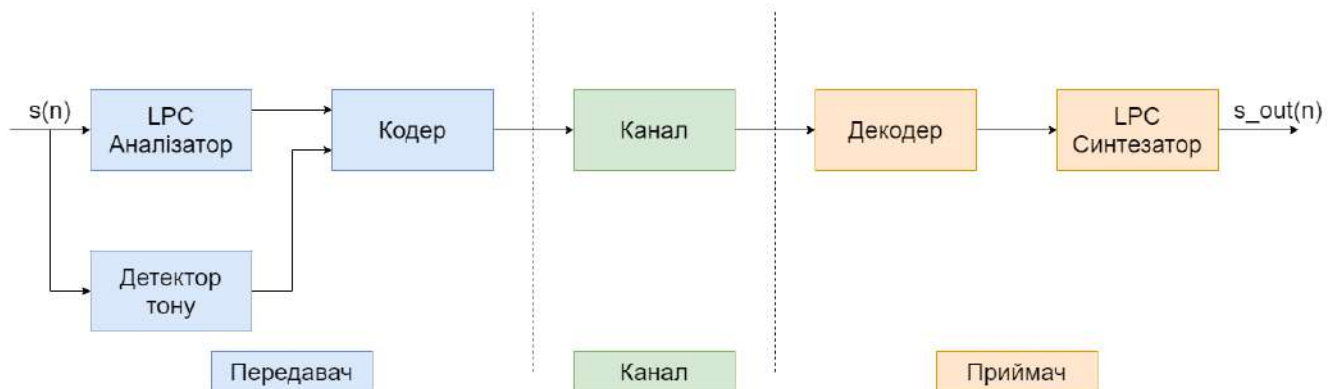 s(n)
LPC
Аналізатор
Кодер
Канал
Декодер
LPC
Синтезатор
s_out(n)
Детектор
тону
Передавач
Канал
Приймач